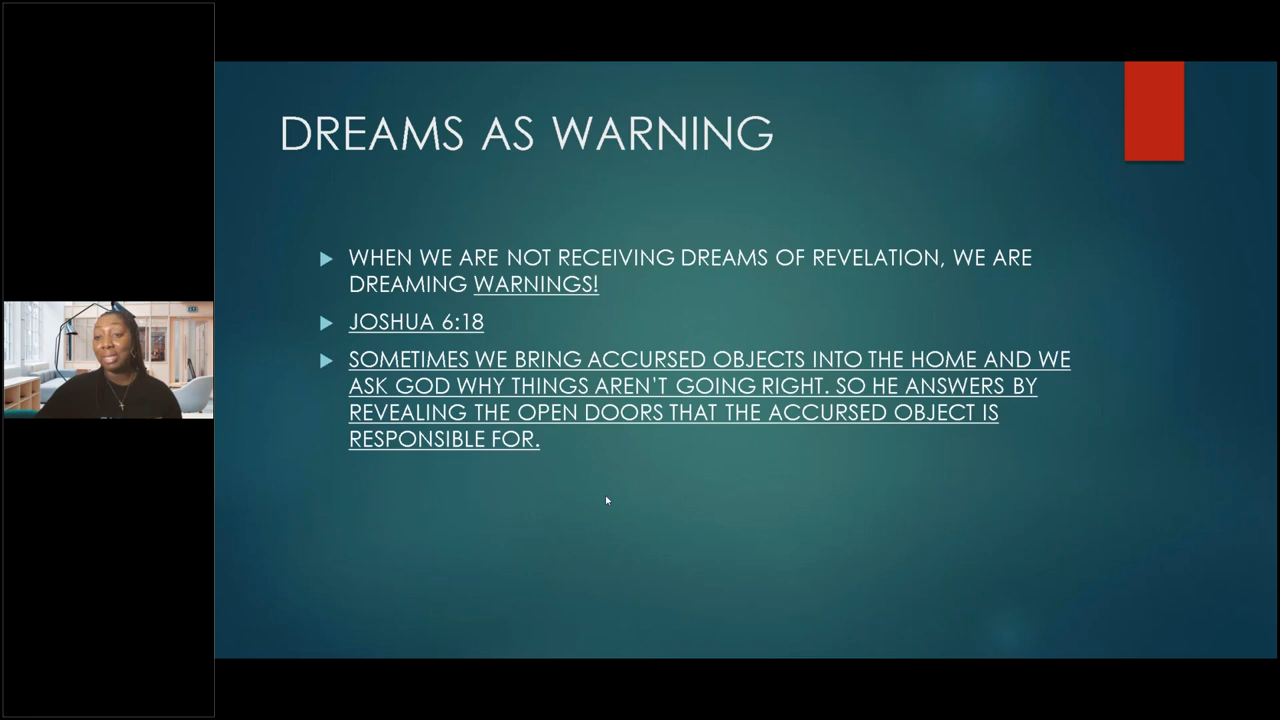 DREAMS AS WARNING
WHEN WE ARE NOT RECEIVING DREAMS OF REVELATION, WE ARE
DREAMING WARNINGS!
JOSHUA 6:18
SOMETIMES WE BRING ACCURSED OBJECTS INTO THE HOME AND WE
ASK GOD WHY THINGS AREN'T GOING RIGHT. SO HE ANSWERS BY
REVEALING THE OPEN DOORS THAT THE ACCURSED OBJECT IS
RESPONSIBLE FOR.